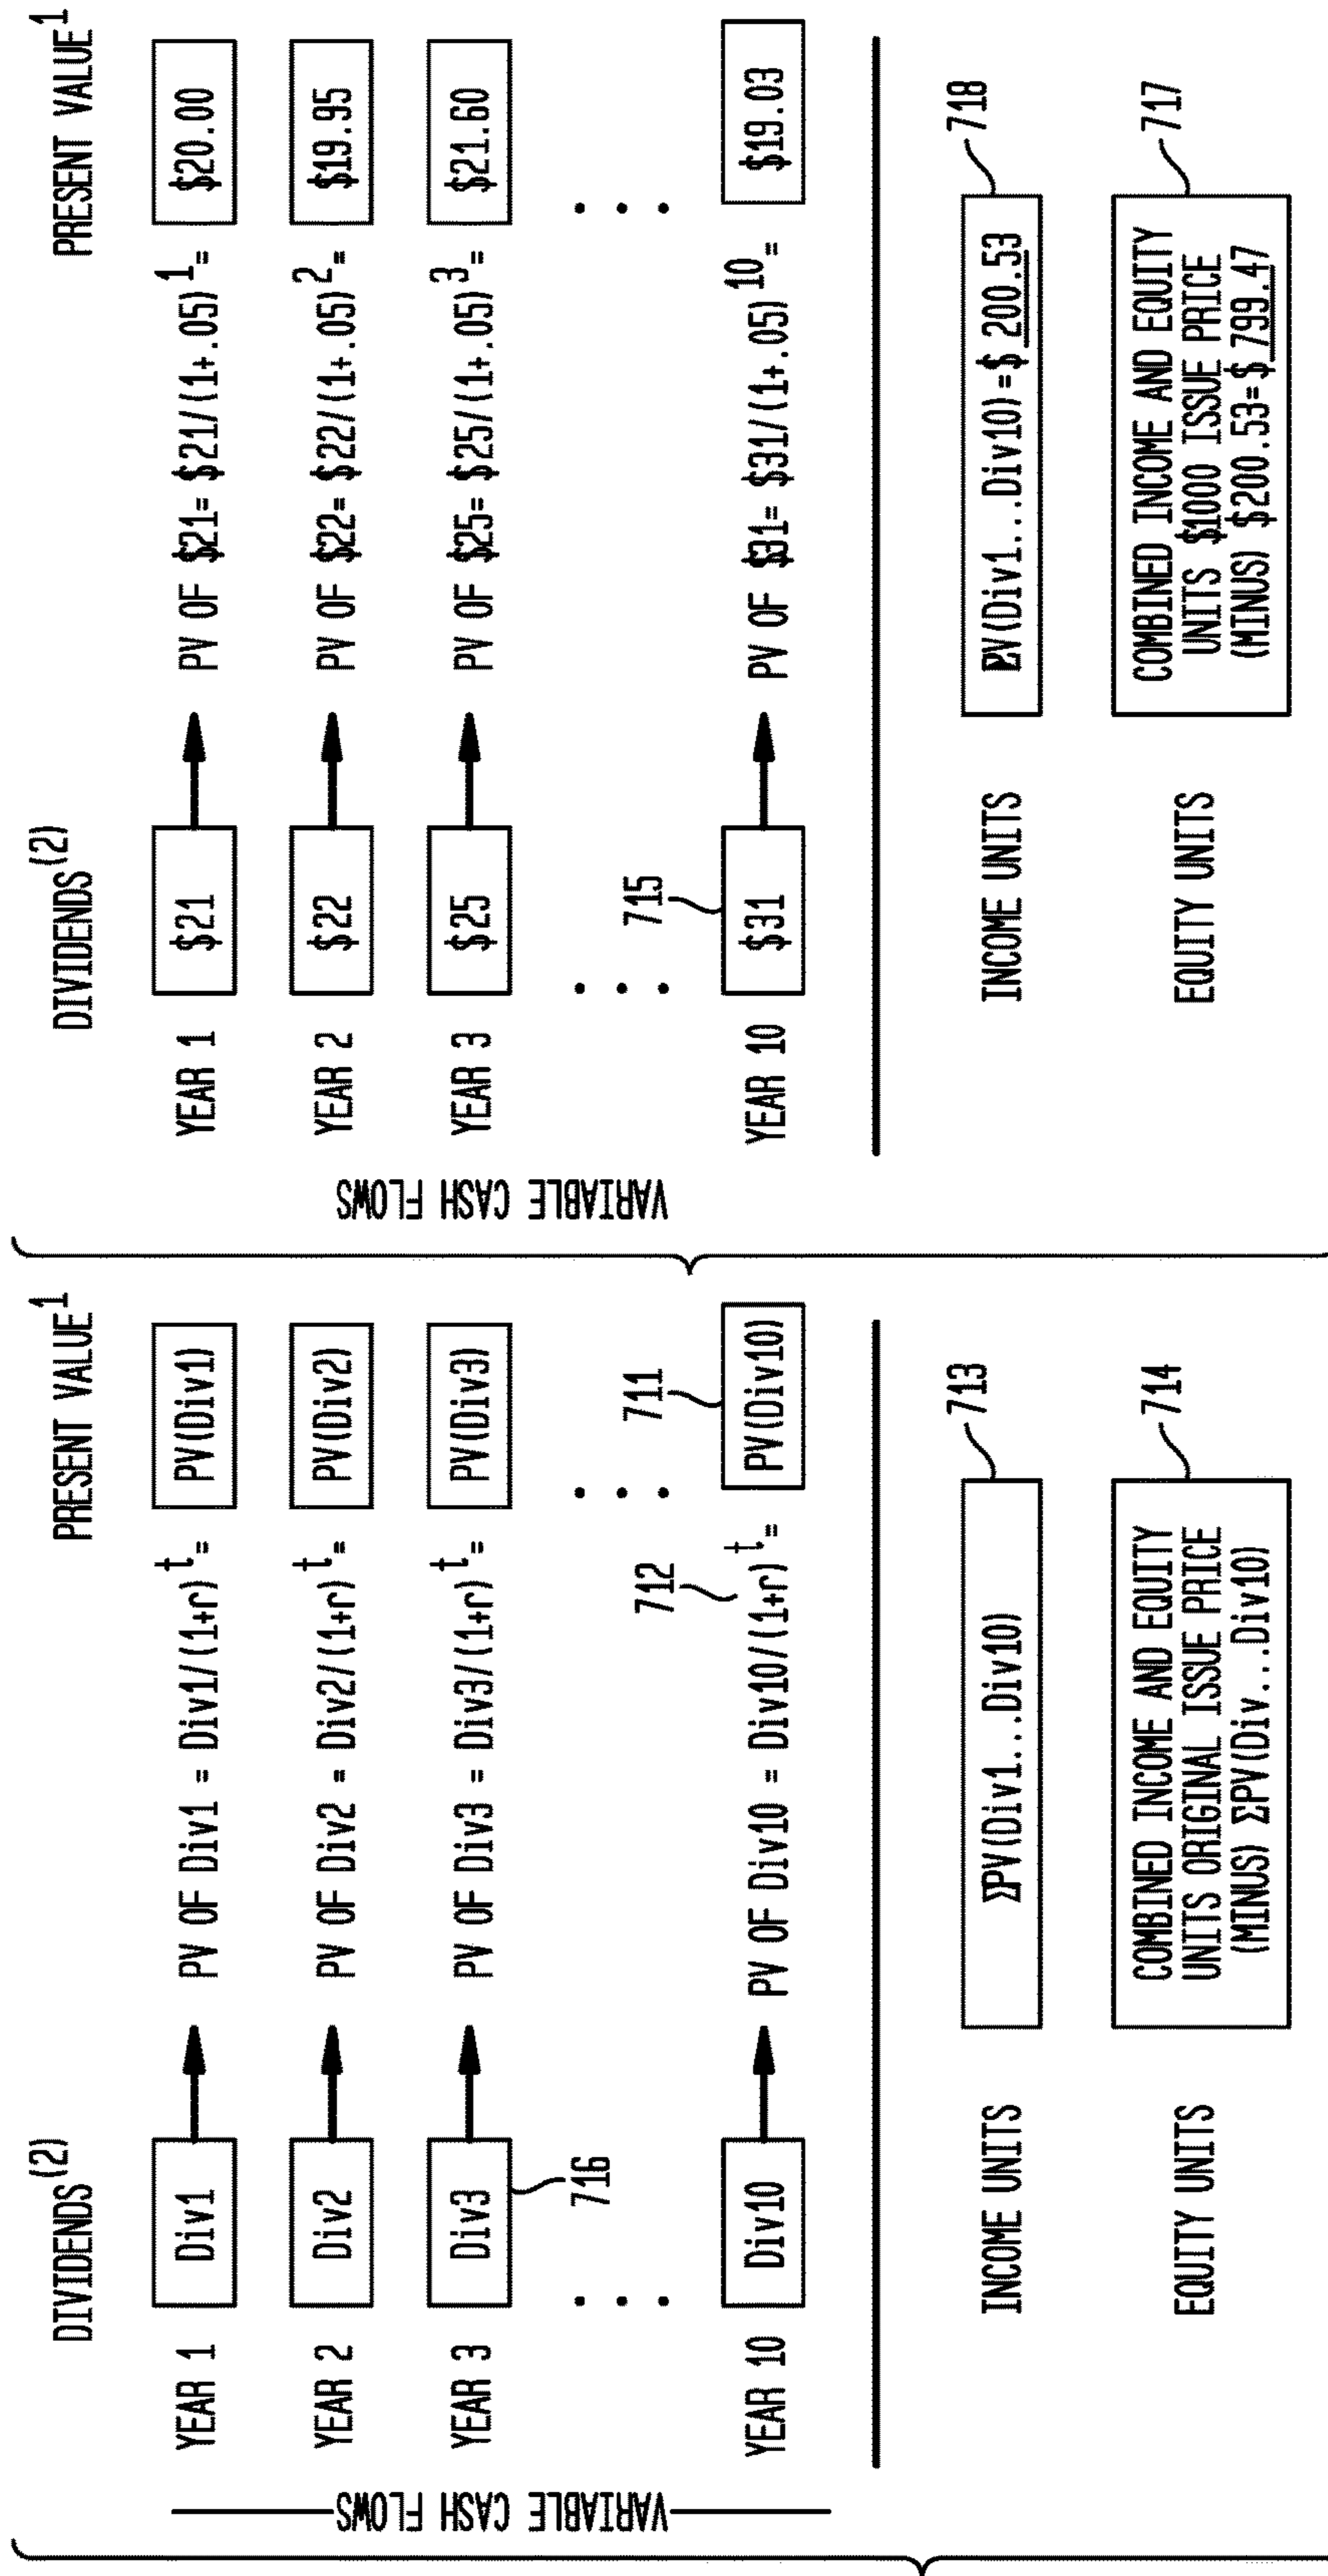 DIVIDENDS(2)
PRESENT VALUE1
VARIABLE CASH FLOWS
YEAR 1
Div1
PV OF Div1 = Div1/(1+r)t=
PV(Div1)
YEAR 2
Div2
PV OF Div2 = Div2/(1+r)t=
PV(Div2)
YEAR 3
Div3
PV OF Div3 = Div3/(1+r)t=
PV(Div3)
716
...
712
711
YEAR 10
Div10
PV OF Div10 = Div10/(1+r)t=
PV(Div10)
INCOME UNITS
ΣPV(Div1...Div10)
713
EQUITY UNITS
COMBINED INCOME AND EQUITY
UNITS ORIGINAL ISSUE PRICE
(MINUS) ΣPV(Div...Div10)
714
DIVIDENDS(2)
PRESENT VALUE1
VARIABLE CASH FLOWS
YEAR 1
$21
PV OF $21= $21/(1+.05)1=
$20.00
YEAR 2
$22
PV OF $22= $22/(1+.05)2=
$19.95
YEAR 3
$25
PV OF $25= $25/(1+.05)3=
$21.60
...
715
YEAR 10
$31
PV OF $31= $31/(1+.05)10=
$19.03
INCOME UNITS
ΣPV(Div1...Div10)=$ 200.53
718
EQUITY UNITS
COMBINED INCOME AND EQUITY
UNITS $1000 ISSUE PRICE
(MINUS) $200.53=$ 799.47
717